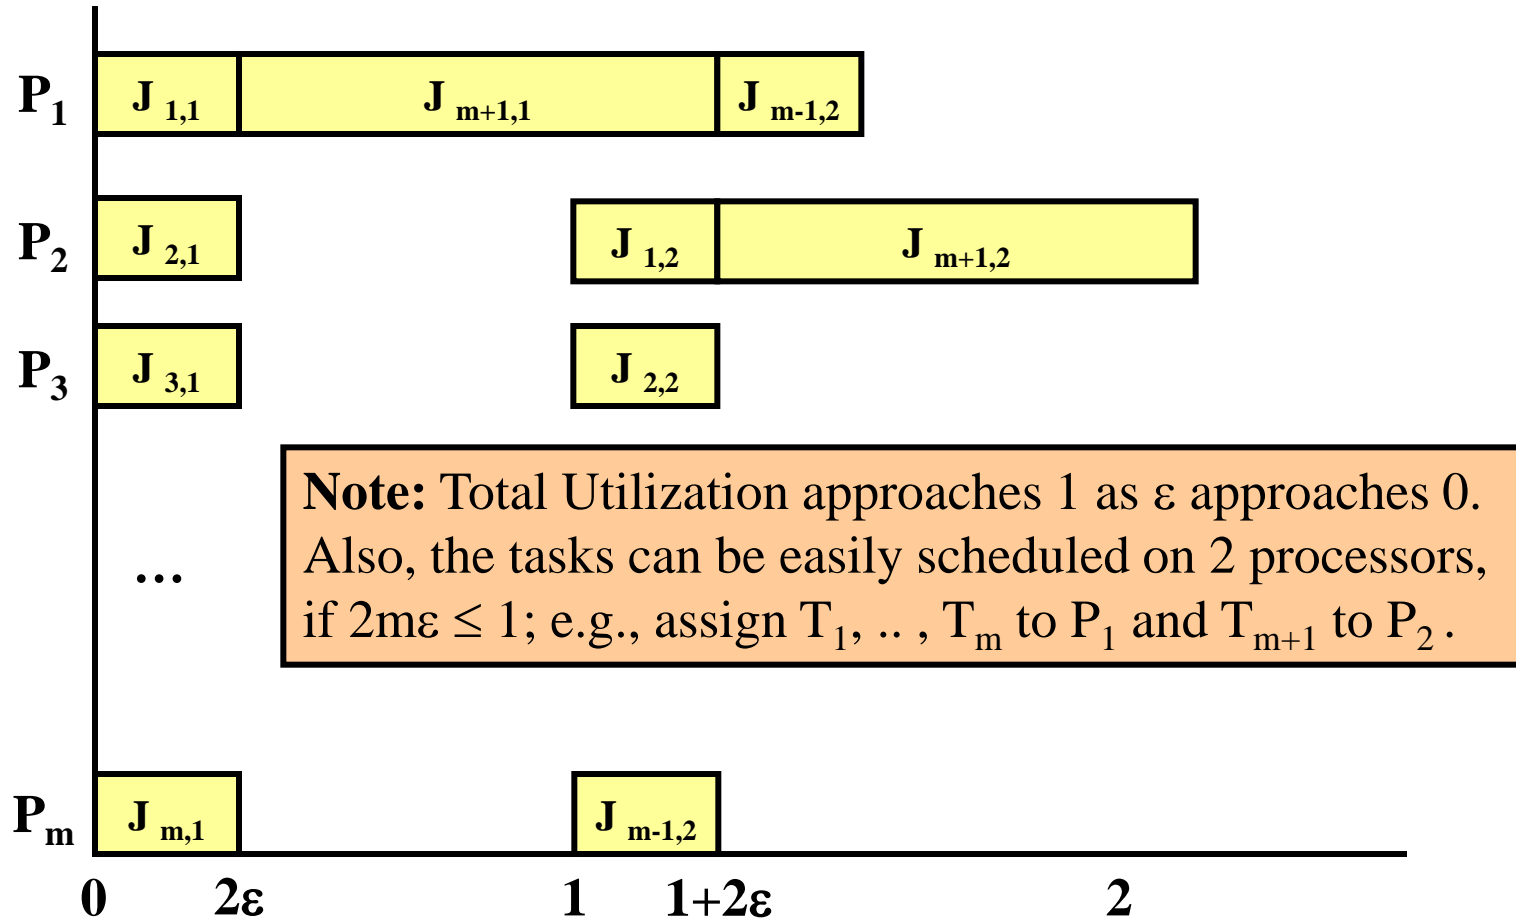 P1 J 1,1 J m+1,1 J m-1,2
P2 J 2,1 J 1,2 J m+1,2
P3 J 3,1 J 2,2
Note: Total Utilization approaches 1 as ε approaches 0.
Also, the tasks can be easily scheduled on 2 processors,
... if 2mε ≤ 1; e.g., assign T1, .. , Tm to P1 and Tm+1 to P2 .
Pm J m,1 J m-1,2
0 2ε 1 1+2ε 2